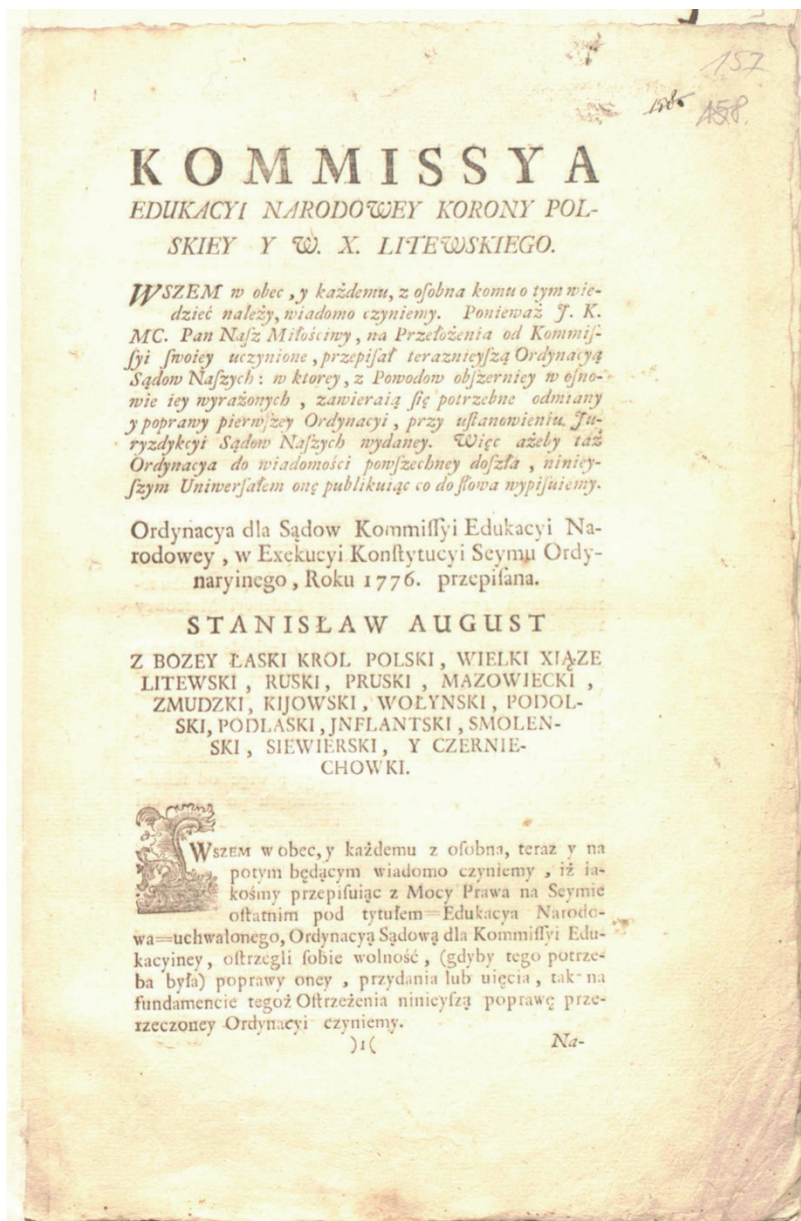 157
158
KOMMISSYA
EDUKACYI NARODOWEY KORONY POL-
SKIEY Y W. X. LITEWSKIEGO.
WSZEM w obec, y każdemu, z oſobna komu o tym wie-
dzieć należy, wiadomo czyniemy. Ponieważ J. K.
MC. Pan Naſz Miłościwy, na Przełożenia od Kommiſ-
ſyi ſwoiey uczynione, przepiſał teraznieyſzą Ordynacyą
Sądow Naſzych: w ktorey, z Powodow obſzerniey w oſno-
wie iey wyrażonych, zawieraią ſię potrzebne odmiany
y poprawy pierwſzey Ordynacyi, przy uſtanowieniu Ju-
ryzdykcyi Sądow Naſzych wydaney. Więc ażeby taż
Ordynacya do wiadomości powſzechney doſzła, niniey-
ſzym Uniwerſałem onę publikuiąc co do ſłowa wypiſuiemy.
Ordynacya dla Sądow Kommiſſyi Edukacyi Na-
rodowey, w Exekucyi Konſtytucyi Seymu Ordy-
naryinego, Roku 1776. przepiſana.
STANISŁAW AUGUST
Z BOZEY ŁASKI KROL POLSKI, WIELKI XIĄZE
LITEWSKI, RUSKI, PRUSKI, MAZOWIECKI,
ZMUDZKI, KIJOWSKI, WOŁYNSKI, PODOL-
SKI, PODLASKI, JNFLANTSKI, SMOLEN-
SKI, SIEWIERSKI, Y CZERNIE-
CHOWKI.
WSZEM w obec, y każdemu z oſobna, teraz y na
potym będącym wiadomo czyniemy, iż ia-
kośmy przepiſuiąc z Mocy Prawa na Seymie
oſtatnim pod tytułem=Edukacya Narodo-
wa=uchwalonego, Ordynacyą Sądową dla Kommiſſyi Edu-
kacyiney, oſtrzegli ſobie wolność, (gdyby tego potrze-
ba była) poprawy oney, przydania lub uięcia, tak na
fundamencie tegoż Oſtrzeżenia ninieyſzą poprawę prze-
rzeczoney Ordynacyi czyniemy.
)1(
Na-